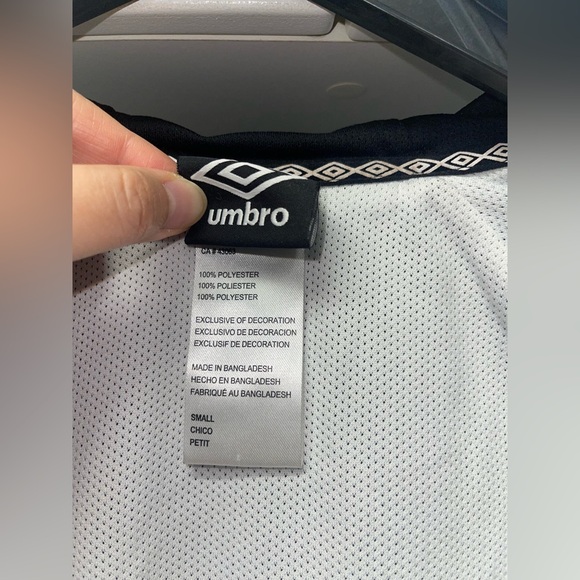 umbro
CA #
100% POLYESTER
100% POLIESTER
100% POLYESTER
EXCLUSIVE OF DECORATION
EXCLUSIVO DE DECORACION
EXCLUSIF DE DECORATION
MADE IN BANGLADESH
HECHO EN BANGLADESH
FABRIQUÉ AU BANGLADESH
SMALL
CHICO
PETIT